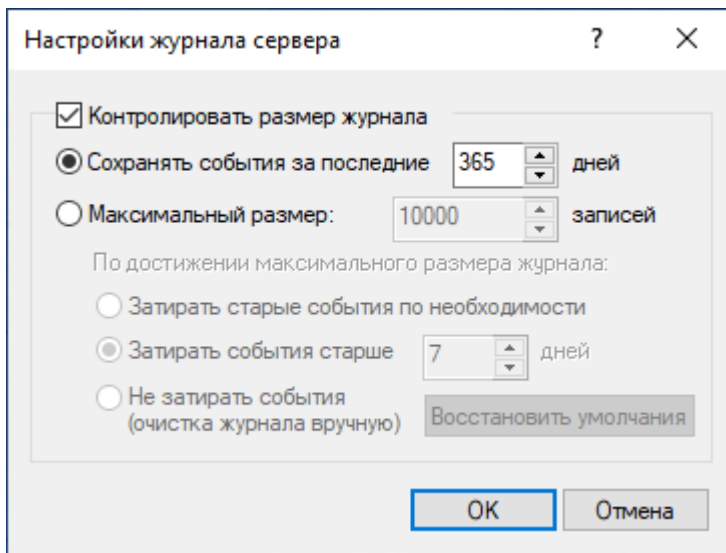 Настройки журнала сервера ?
Контролировать размер журнала
Сохранять события за последние 365 дней
Максимальный размер: 10000 записей
По достижении максимального размера журнала:
Затирать старые события по необходимости
Затирать события старше 7 дней
Не затирать события
(очистка журнала вручную) Восстановить умолчания
OK Отмена